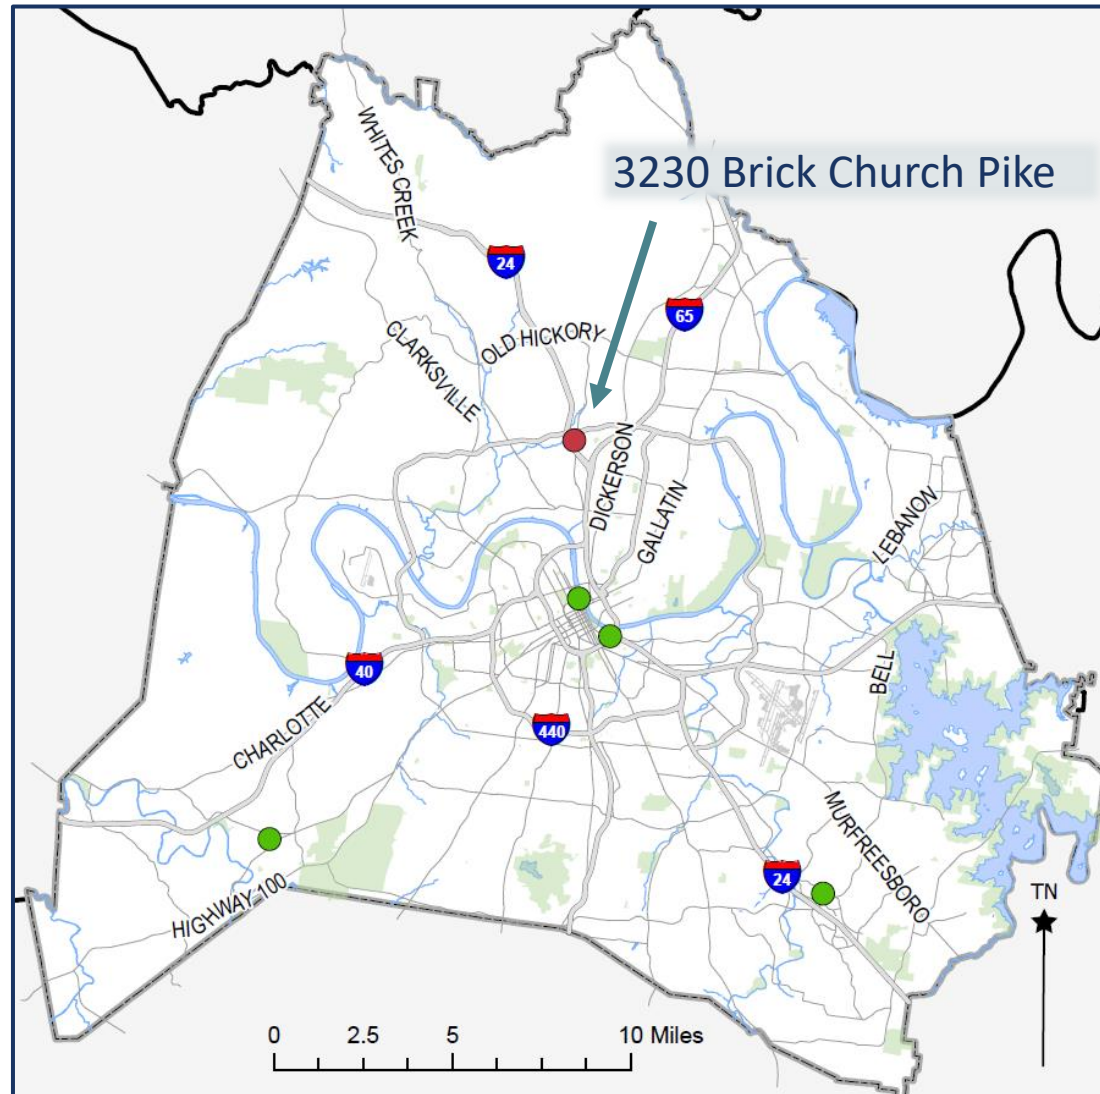 WHITES CREEK
3230 Brick Church Pike
24
65
OLD HICKORY
CLARKSVILLE
DICKERSON
GALLATIN
LEBANON
BELL
40
CHARLOTTE
440
MURFREESBORO
24
HIGHWAY 100
TN
0 2.5 5 10 Miles